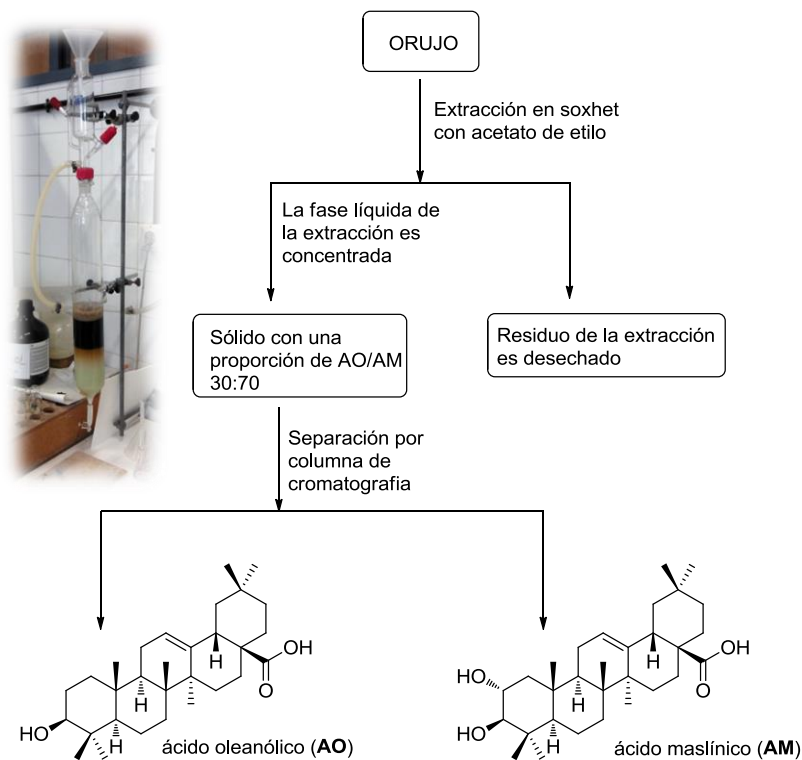 ORUJO
Extracción en soxhet
con acetato de etilo
La fase líquida de
la extracción es
concentrada
Sólido con una
proporción de AO/AM
30:70
Residuo de la extracción
es desechado
Separación por
columna de
cromatografia
H
OH
O
H
H
HO
ácido oleanólico (AO)
H
OH
O
HO
H
H
HO
ácido maslínico (AM)